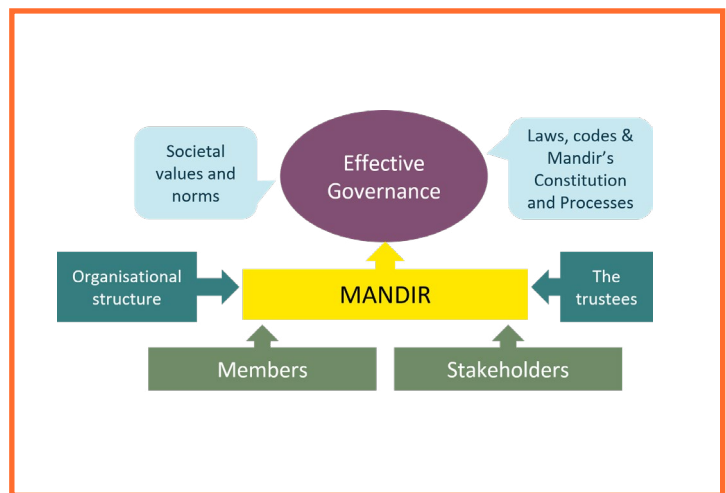 Societal
values and
norms
Effective
Governance
Laws, codes &
Mandir's
Constitution
and Processes
Organisational
structure
MANDIR
The
trustees
Members
Stakeholders